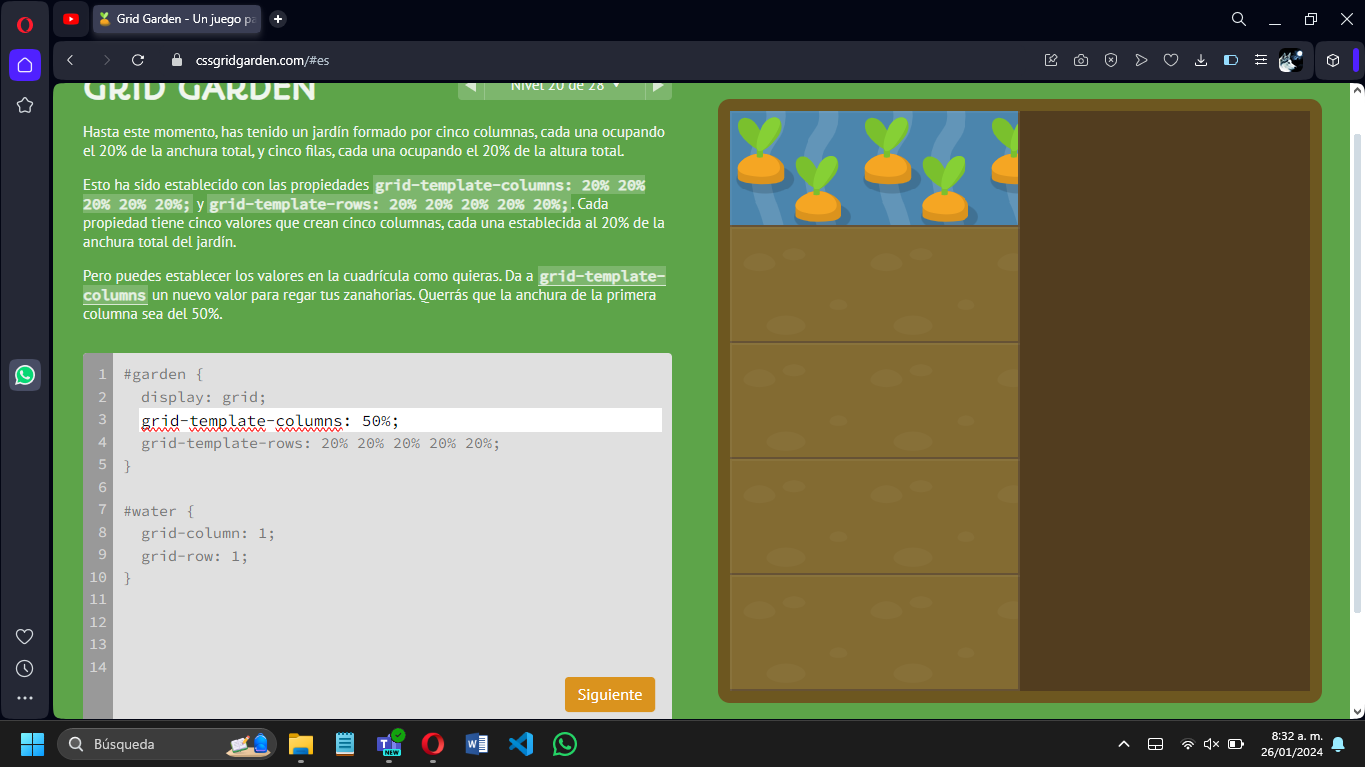 Grid Garden - Un juego pa
cssgridgarden.com/#es
GRID GARDEN
Nivel 20 de 28
Hasta este momento, has tenido un jardín formado por cinco columnas, cada una ocupando
el 20% de la anchura total, y cinco filas, cada una ocupando el 20% de la altura total.
Esto ha sido establecido con las propiedades grid-template-columns: 20% 20%
20% 20% 20%; y grid-template-rows: 20% 20% 20% 20% 20%;. Cada
propiedad tiene cinco valores que crean cinco columnas, cada una establecida al 20% de la
anchura total del jardín.
Pero puedes establecer los valores en la cuadrícula como quieras. Da a grid-template-
columns un nuevo valor para regar tus zanahorias. Querrás que la anchura de la primera
columna sea del 50%.
1 #garden {
2 display: grid;
3 grid-template-columns: 50%;
4 grid-template-rows: 20% 20% 20% 20% 20%;
5 }
6
7 #water {
8 grid-column: 1;
9 grid-row: 1;
10 }
11
12
13
14
Siguiente
Búsqueda
NEW
8:32 a. m.
26/01/2024